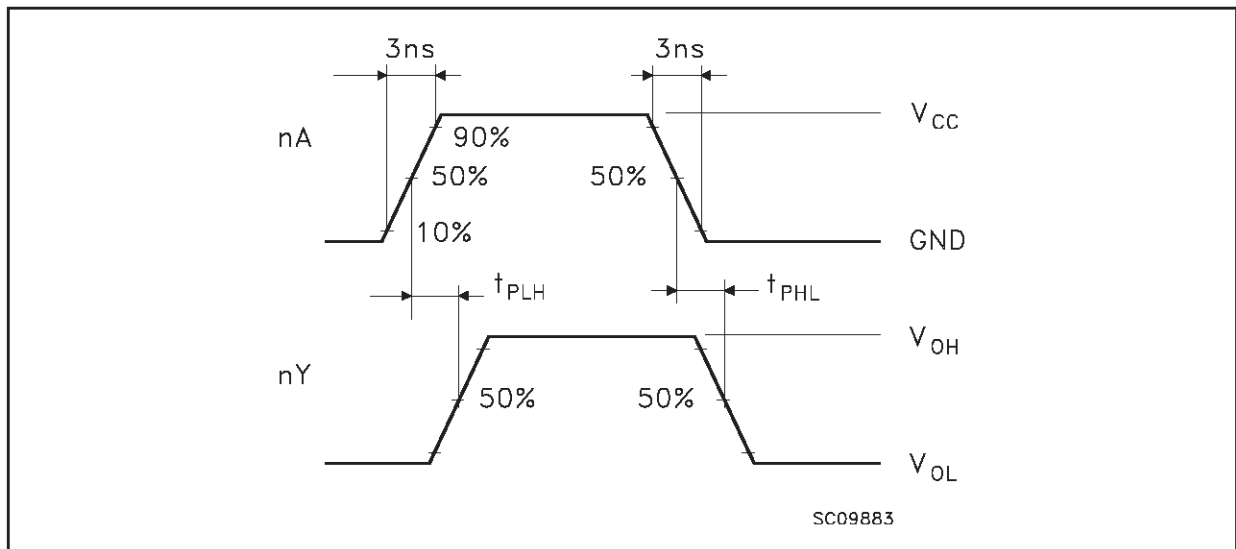 3ns 3ns
nA
V_CC
90%
50% 50%
10%
GND
t_PLH t_PHL
nY
V_OH
50% 50%
V_OL
SC09883